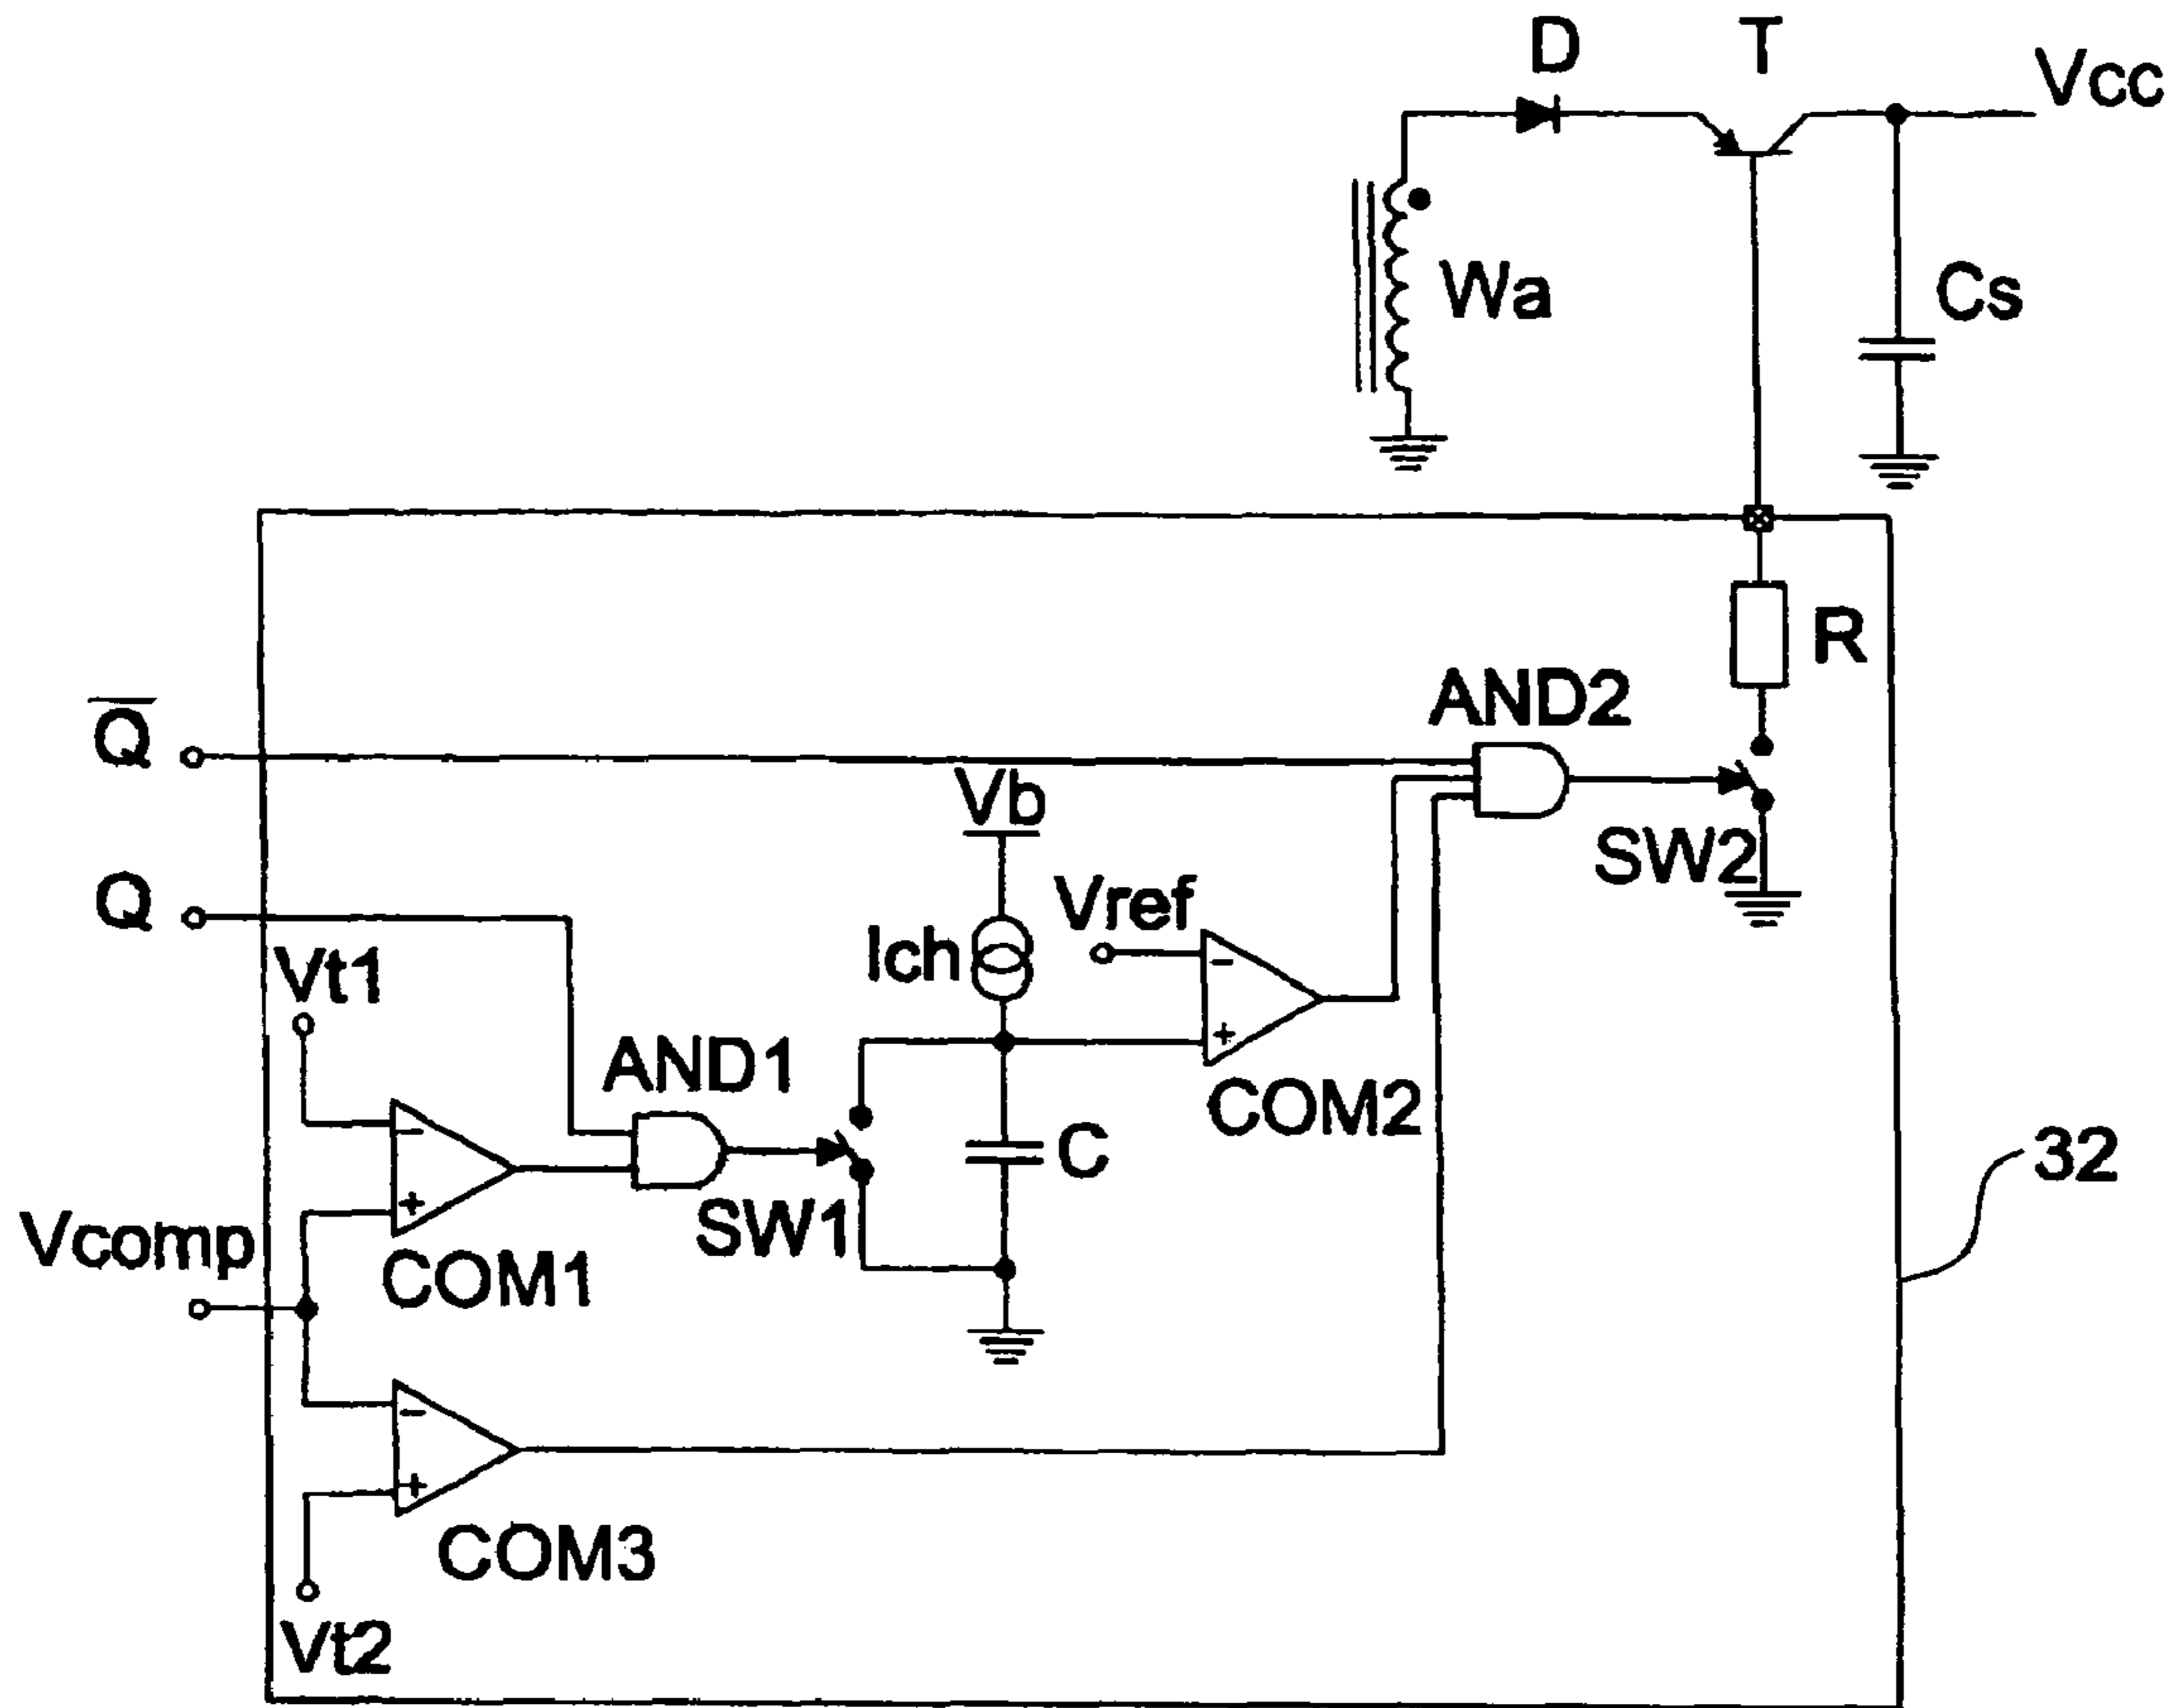 D
T
Vcc
Wa
Cs
R
AND2
Q̅
Vb
SW2
Q
Vref
Ich
Vt1
-
+
AND1
COM2
-
C
32
+
SW1
Vcomp
COM1
-
+
COM3
Vt2